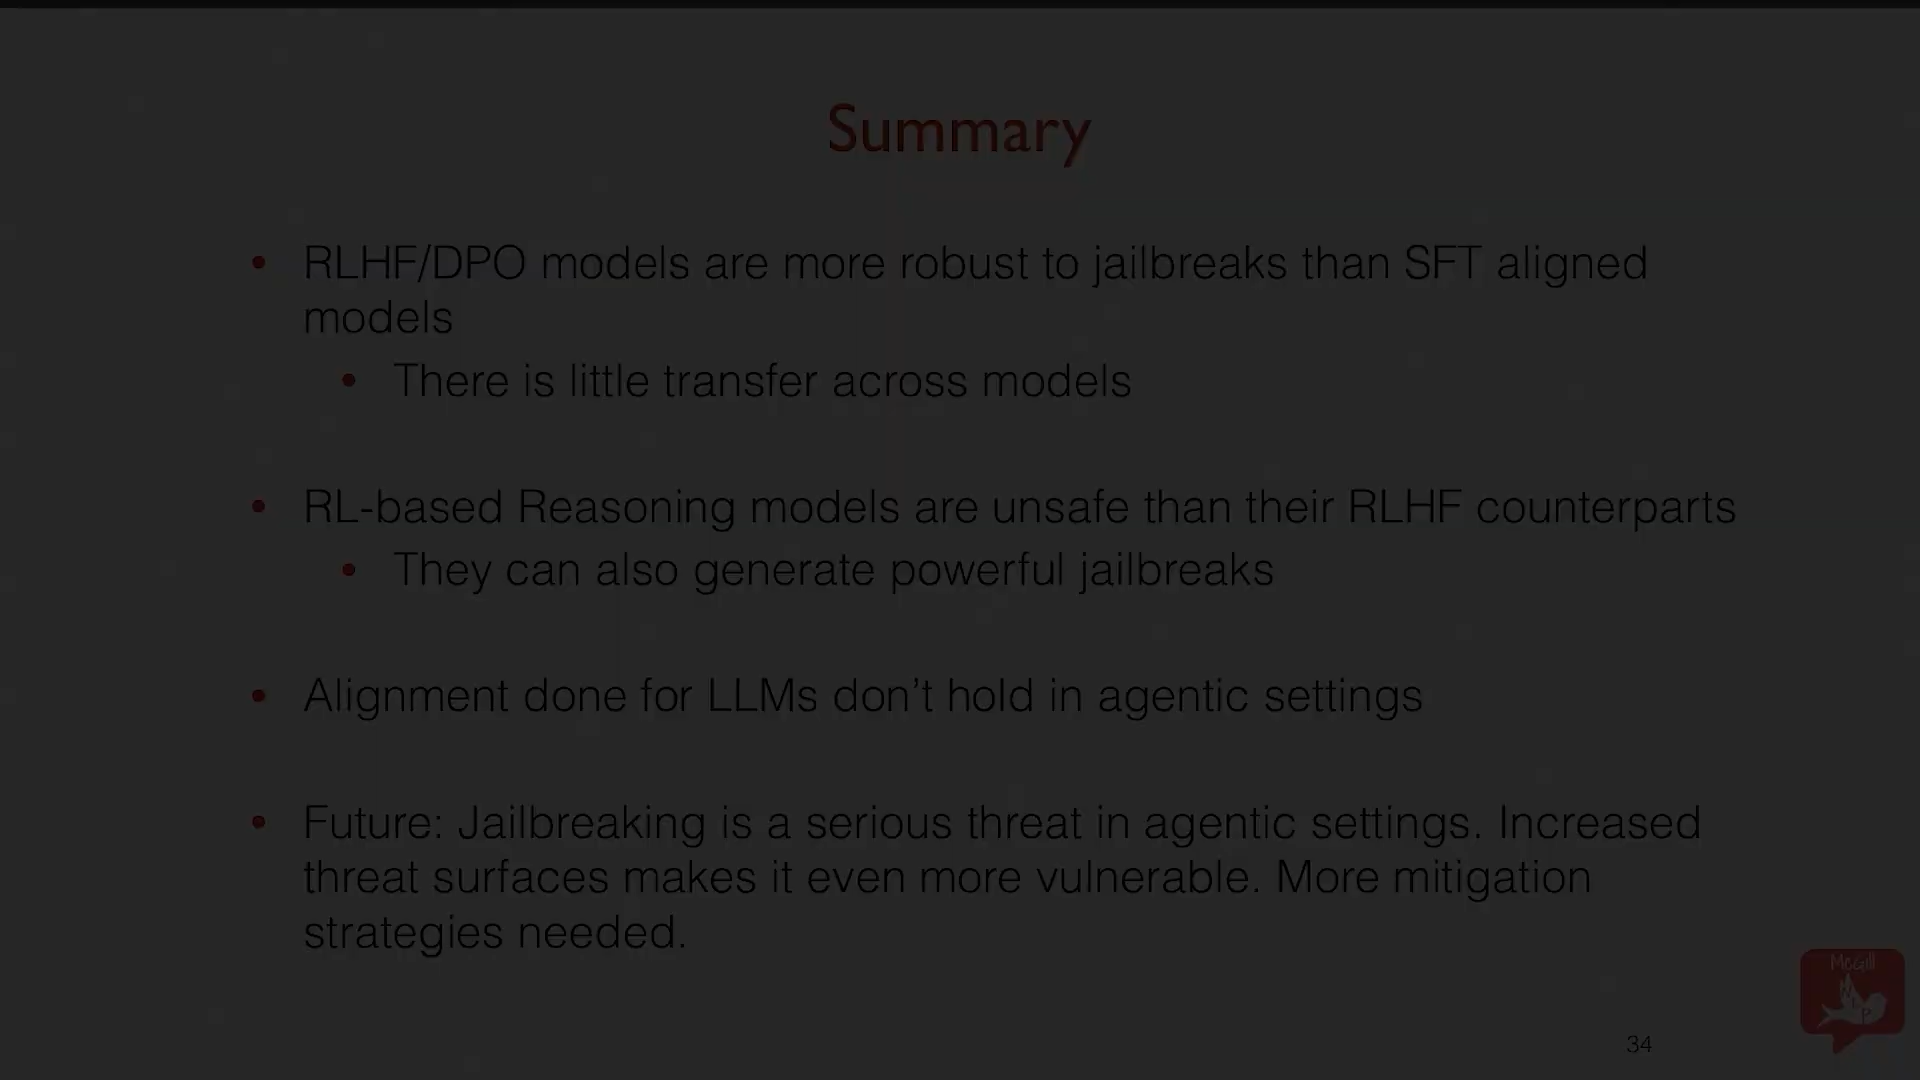 Summary
• RLHF/DPO models are more robust to jailbreaks than SFT aligned
models
• There is little transfer across models
• RL-based Reasoning models are unsafe than their RLHF counterparts
• They can also generate powerful jailbreaks
• Alignment done for LLMs don't hold in agentic settings
• Future: Jailbreaking is a serious threat in agentic settings. Increased
threat surfaces makes it even more vulnerable. More mitigation
strategies needed.
McGill
NLP
34